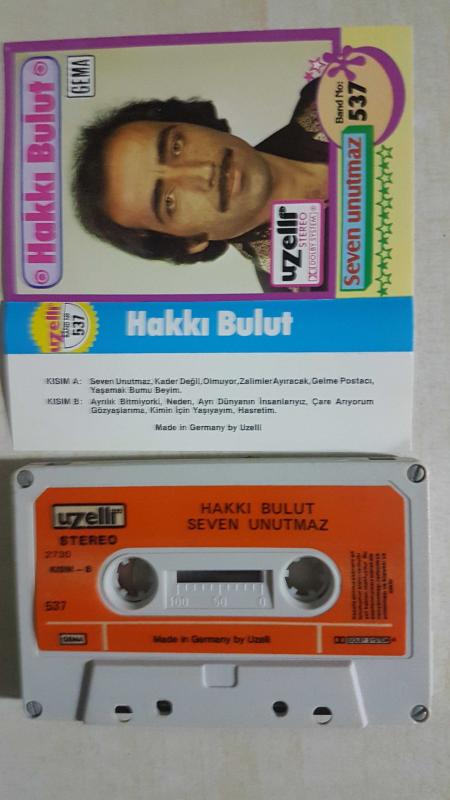 Hakkı Bulut
GEMA
Band No:
537
Seven unutmaz
uzelli
STEREO
DOLBY SYSTEM
uzelli
537
Hakkı Bulut
KISIM A: Seven Unutmaz, Kader Değil, Olmuyor, Zalimler Ayıracak, Gelme Postacı,
Yaşamak Bumu Beyim.
KISIM B: Ayrılık Bitmiyorki, Neden, Ayrı Dünyanın İnsanlarıyız, Çare Arıyorum
Gözyaşlarıma, Kimin İçin Yaşıyayım, Hasretim.
Made in Germany by Uzelli
uzelli
STEREO
2730
KISIM - B
537
HAKKI BULUT
SEVEN UNUTMAZ
100 50 0
GEMA
Made in Germany by Uzelli
DOLBY SYSTEM